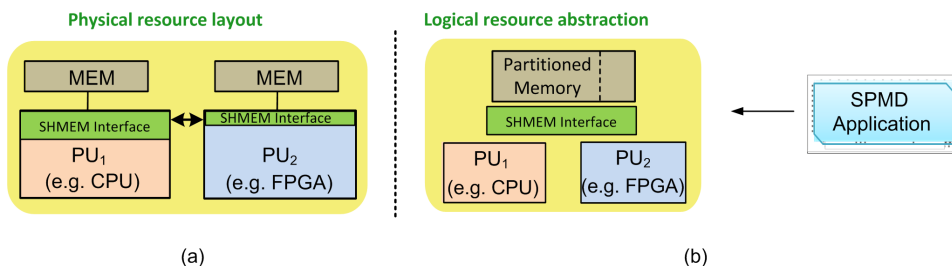 Physical resource layout
Logical resource abstraction
MEM
MEM
SHMEM Interface
SHMEM Interface
PU1
(e.g. CPU)
PU2
(e.g. FPGA)
Partitioned
Memory
SHMEM Interface
PU1
(e.g. CPU)
PU2
(e.g. FPGA)
SPMD
Application
(a)
(b)